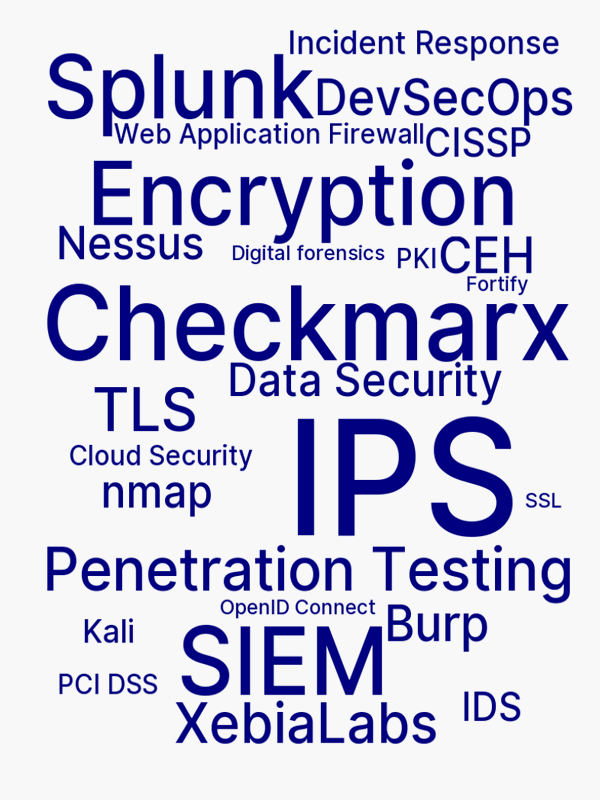 Incident Response
Splunk DevSecOps
Web Application Firewall CISSP
Encryption
Nessus Digital forensics PKI CEH
Fortify
Checkmarx
Data Security
TLS
Cloud Security
nmap IPS SSL
Penetration Testing
OpenID Connect
Kali SIEM Burp
PCI DSS
XebiaLabs IDS